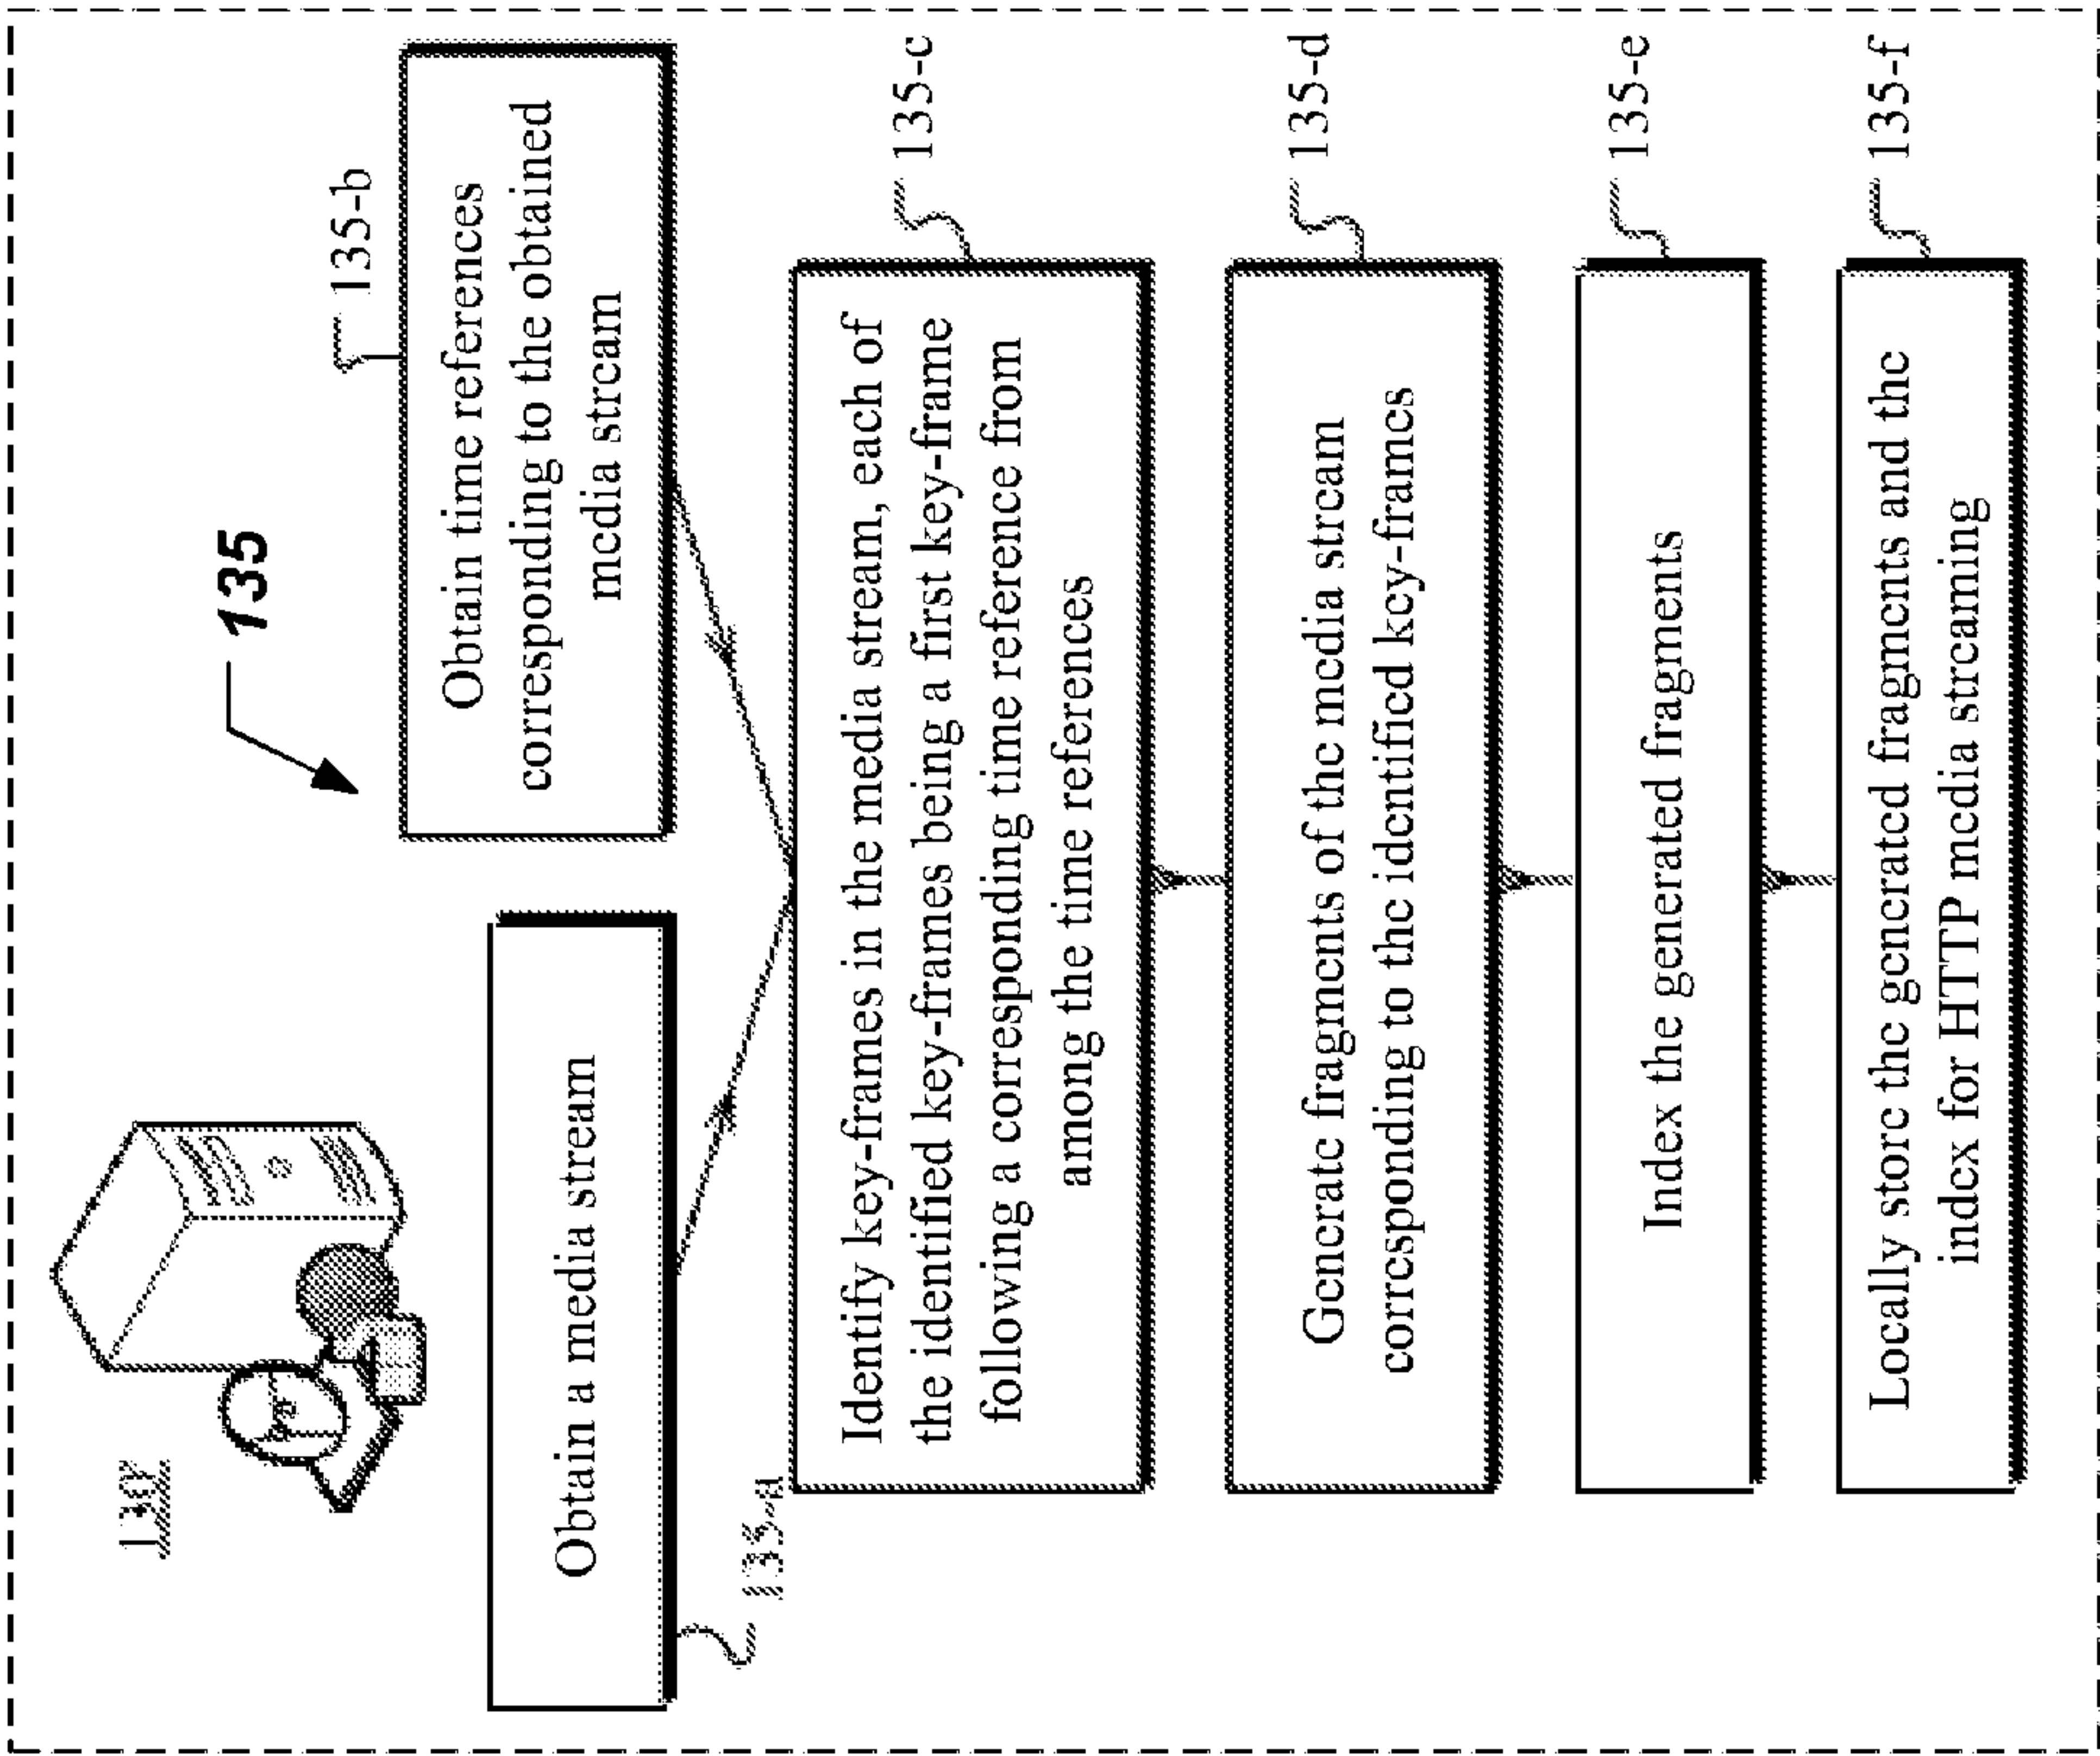 130
135
135-b
Obtain a media stream
135-a
Obtain time references
corresponding to the obtained
media stream
135-c
Identify key-frames in the media stream, each of
the identified key-frames being a first key-frame
following a corresponding time reference from
among the time references
135-d
Generate fragments of the media stream
corresponding to the identified key-frames
135-e
Index the generated fragments
135-f
Locally store the generated fragments and the
index for HTTP media streaming